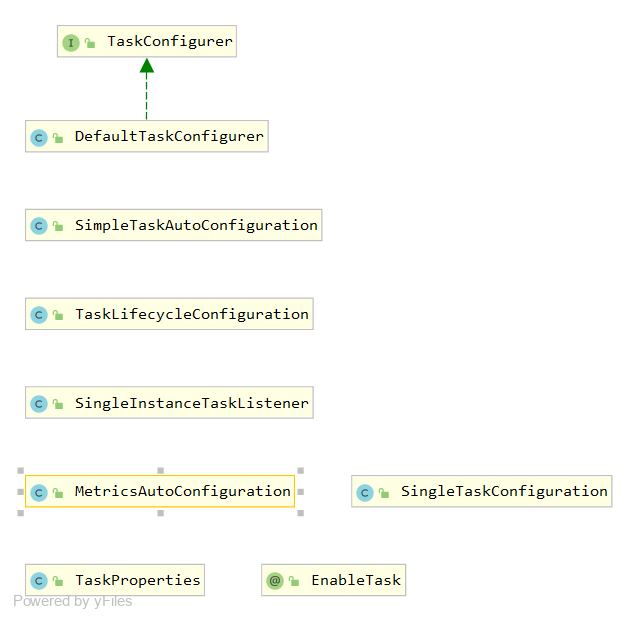 I TaskConfigurer
C DefaultTaskConfigurer
C SimpleTaskAutoConfiguration
C TaskLifecycleConfiguration
C SingleInstanceTaskListener
C MetricsAutoConfiguration
C SingleTaskConfiguration
C TaskProperties
@ EnableTask
Powered by yFiles